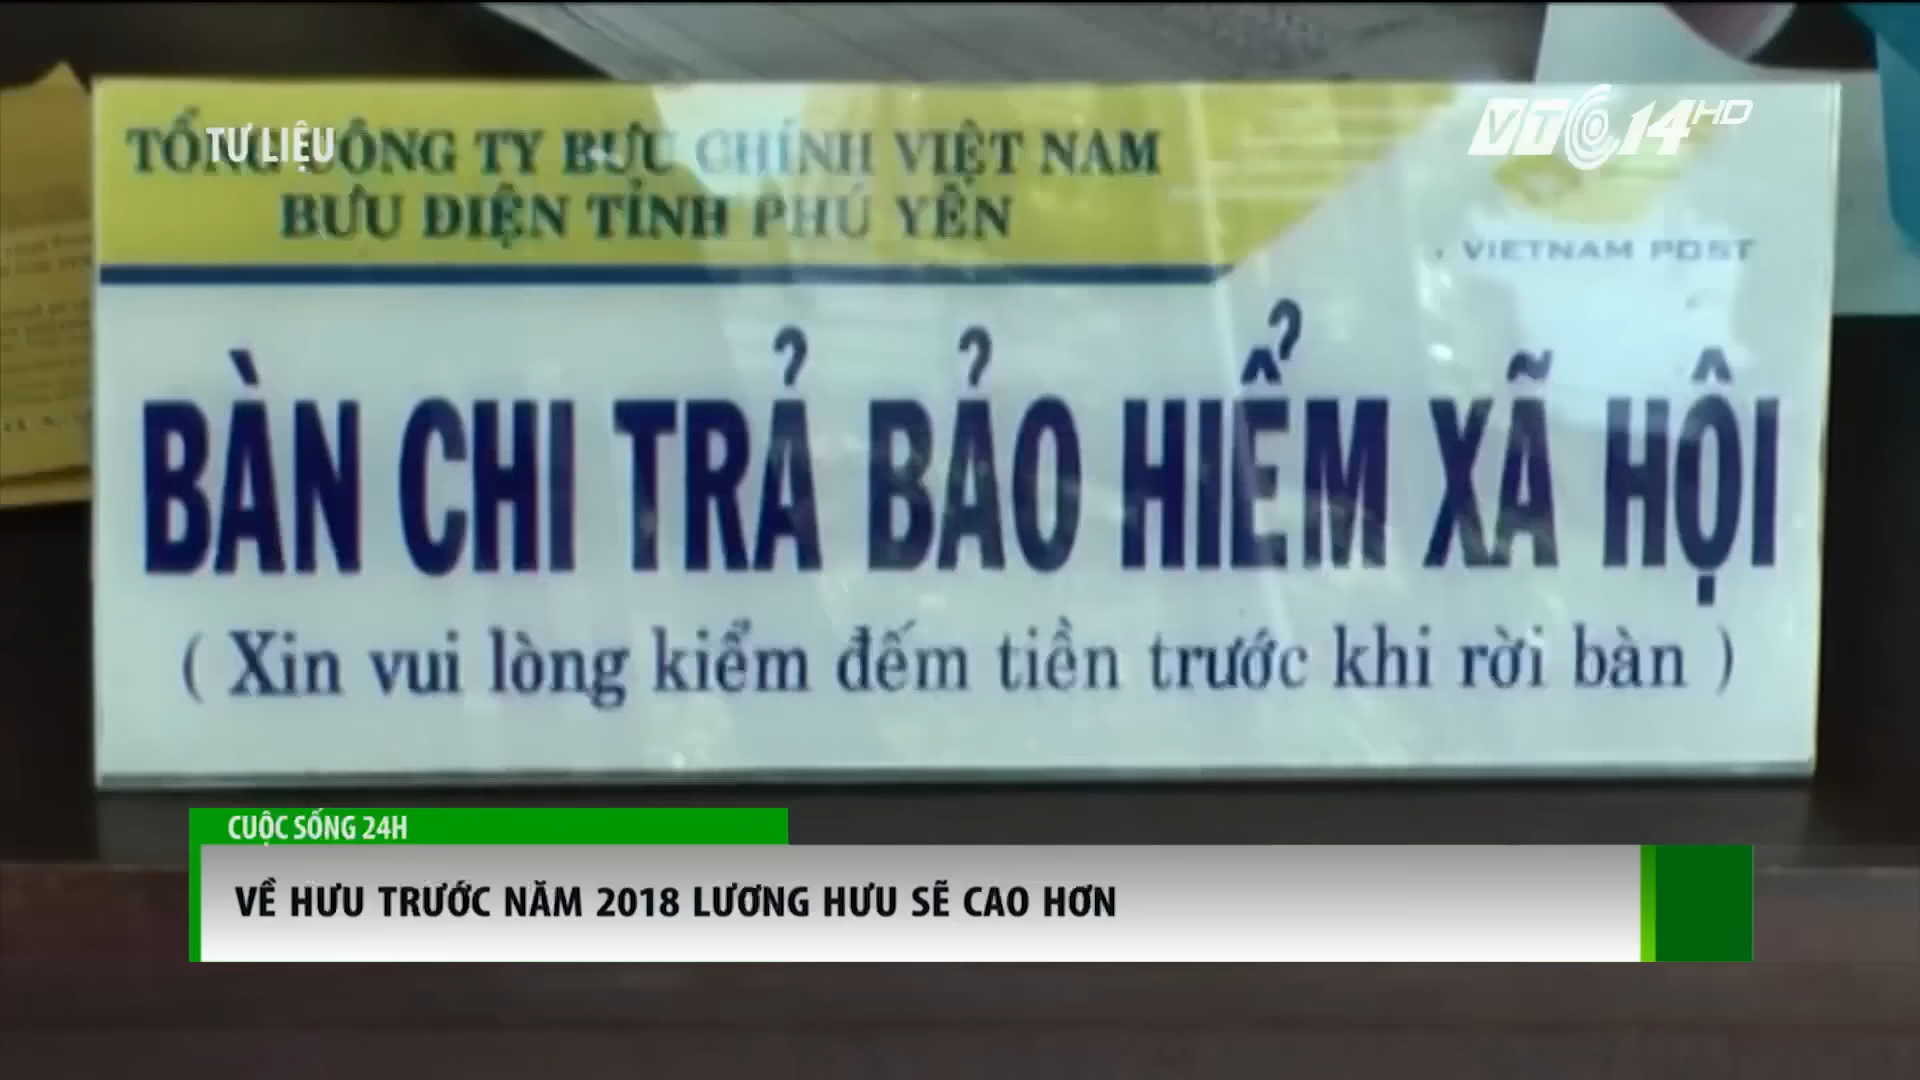 TƯ LIỆU
VTC14 HD
TỔNG CÔNG TY BƯU CHÍNH VIỆT NAM
BƯU ĐIỆN TỈNH PHÚ YÊN
VIETNAM POST
BÀN CHI TRẢ BẢO HIỂM XÃ HỘI
( Xin vui lòng kiểm đếm tiền trước khi rời bàn )
CUỘC SỐNG 24H
VỀ HƯU TRƯỚC NĂM 2018 LƯƠNG HƯU SẼ CAO HƠN